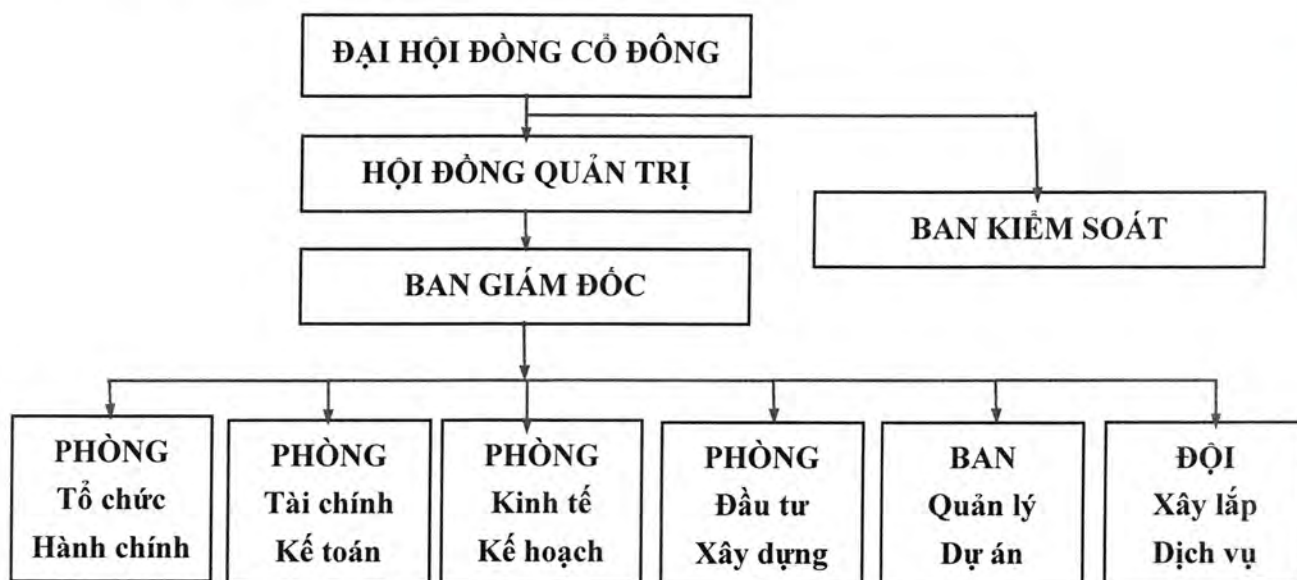 ĐẠI HỘI ĐỒNG CỔ ĐÔNG
HỘI ĐỒNG QUẢN TRỊ
BAN KIỂM SOÁT
BAN GIÁM ĐỐC
PHÒNG
Tổ chức
Hành chính
PHÒNG
Tài chính
Kế toán
PHÒNG
Kinh tế
Kế hoạch
PHÒNG
Đầu tư
Xây dựng
BAN
Quản lý
Dự án
ĐỘI
Xây lắp
Dịch vụ